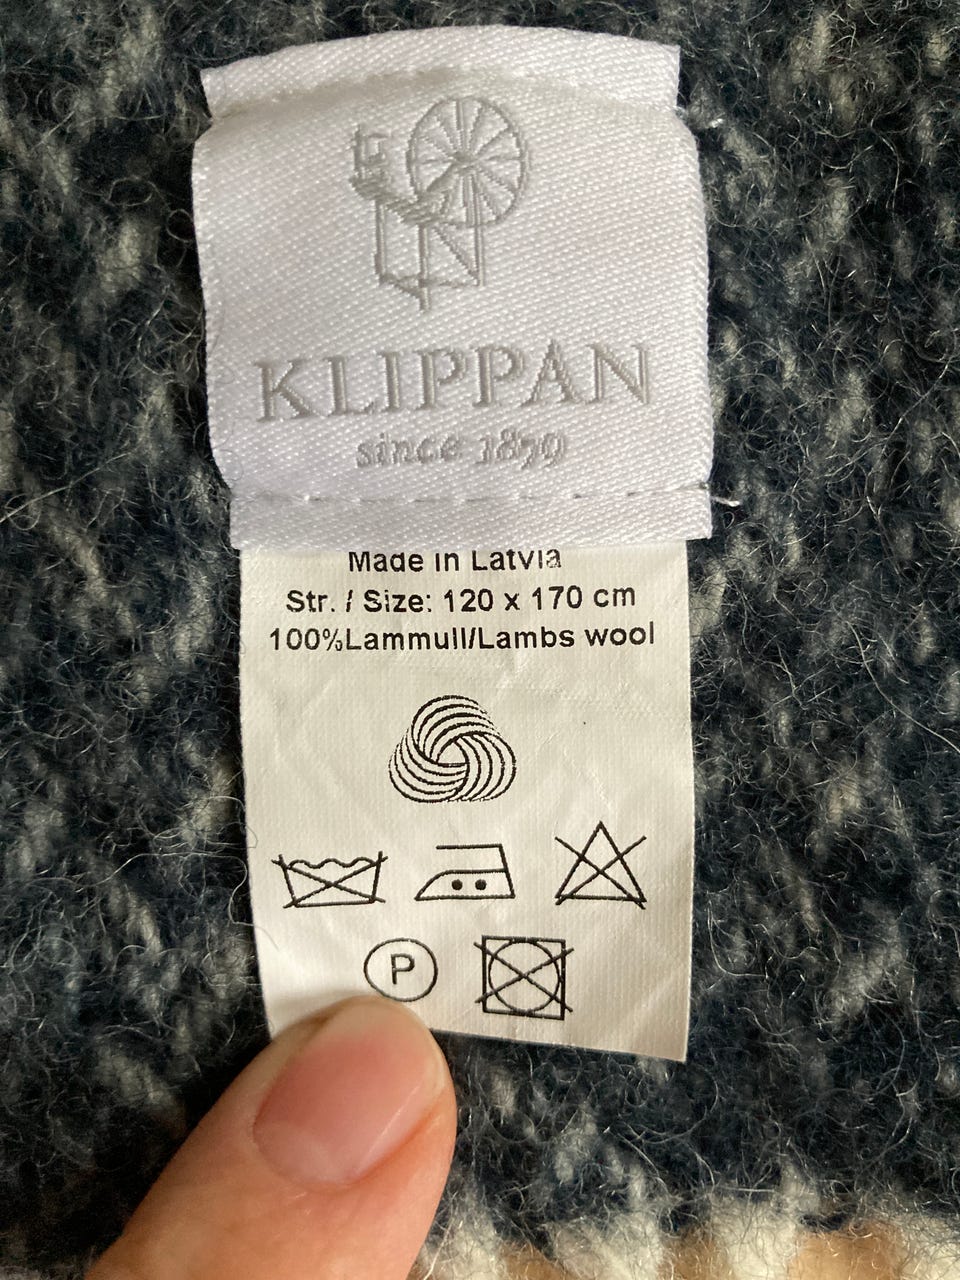 KLIPPAN
since 1879
Made in Latvia
Str. / Size: 120 x 170 cm
100%Lammull/Lambs wool
P